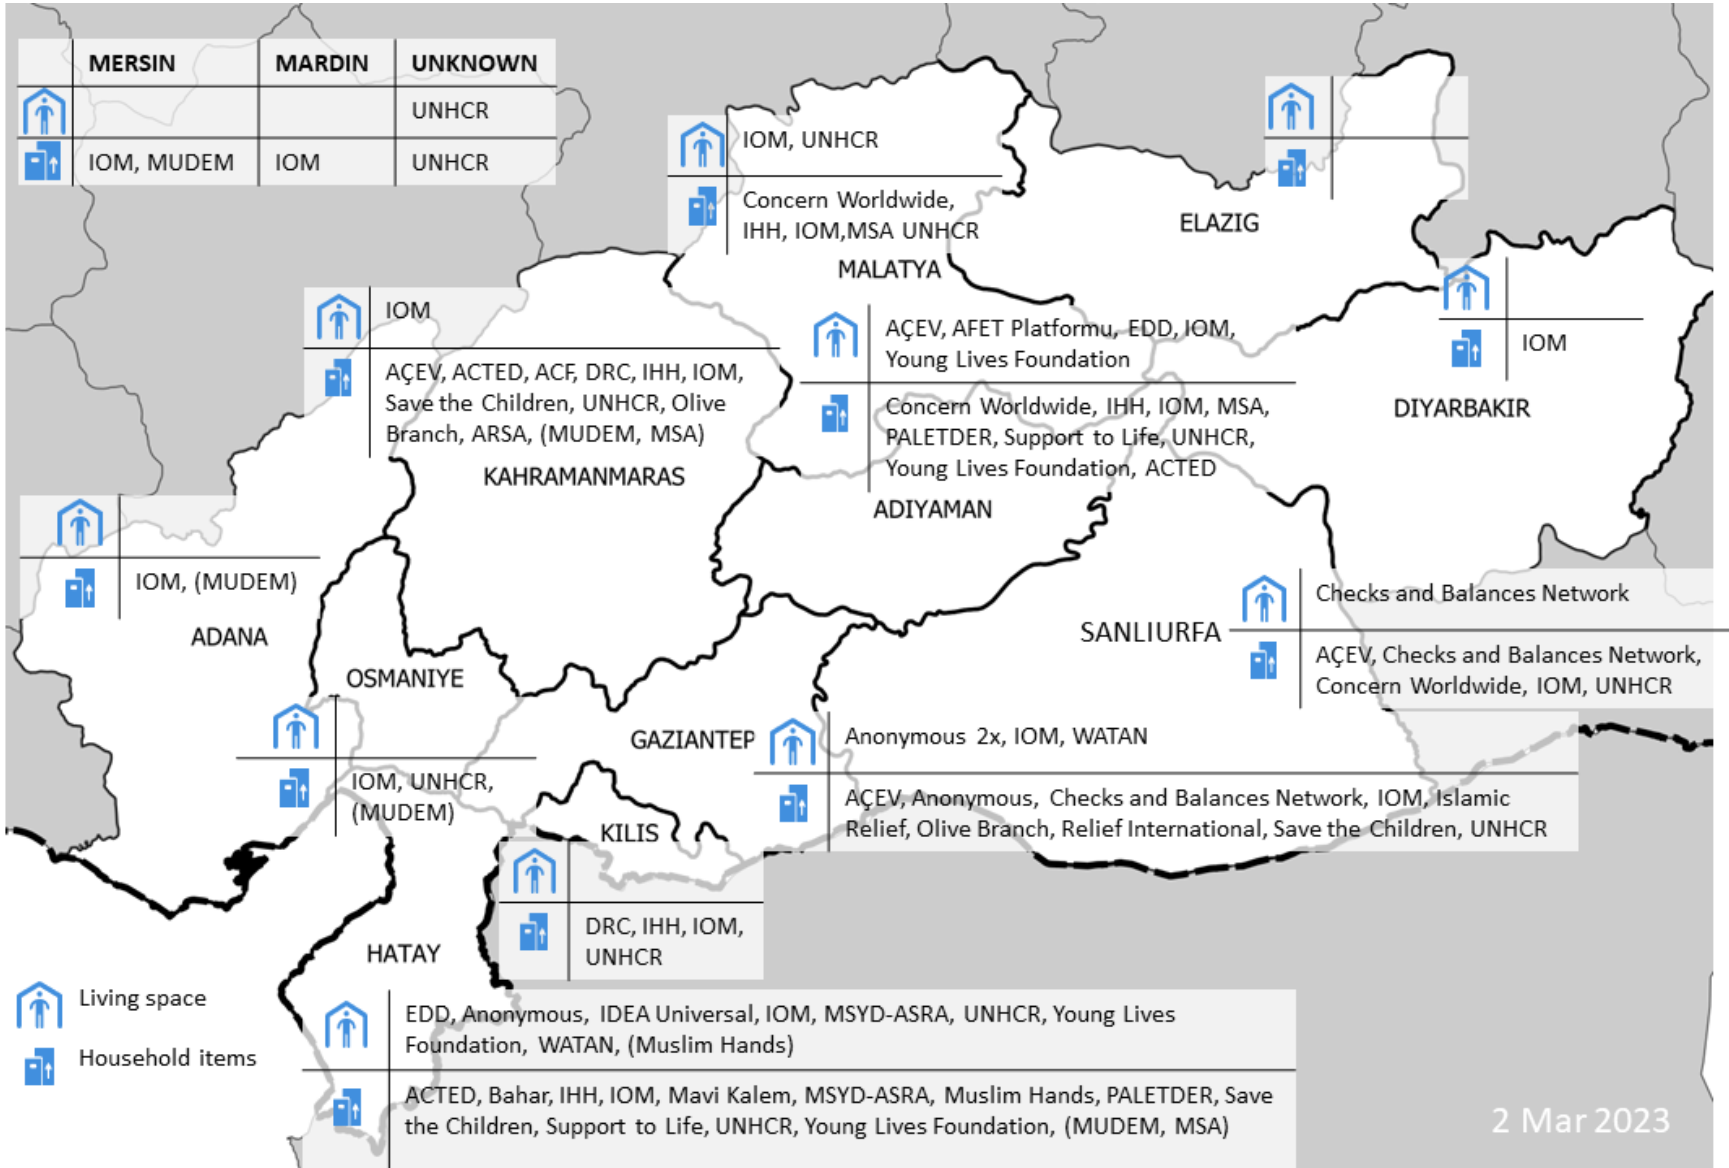 MERSIN MARDIN UNKNOWN
UNHCR
IOM, MUDEM IOM UNHCR
IOM, UNHCR
Concern Worldwide,
IHH, IOM,MSA UNHCR
MALATYA
ELAZIG
IOM
DIYARBAKIR
IOM
AÇEV, ACTED, ACF, DRC, IHH, IOM,
Save the Children, UNHCR, Olive
Branch, ARSA, (MUDEM, MSA)
KAHRAMANMARAS
AÇEV, AFET Platformu, EDD, IOM,
Young Lives Foundation
Concern Worldwide, IHH, IOM, MSA,
PALETDER, Support to Life, UNHCR,
Young Lives Foundation, ACTED
ADIYAMAN
IOM, (MUDEM)
ADANA
Checks and Balances Network
SANLIURFA
AÇEV, Checks and Balances Network,
Concern Worldwide, IOM, UNHCR
OSMANIYE
IOM, UNHCR,
(MUDEM)
GAZIANTEP
Anonymous 2x, IOM, WATAN
AÇEV, Anonymous, Checks and Balances Network, IOM, Islamic
Relief, Olive Branch, Relief International, Save the Children, UNHCR
KILIS
DRC, IHH, IOM,
UNHCR
HATAY
EDD, Anonymous, IDEA Universal, IOM, MSYD-ASRA, UNHCR, Young Lives
Foundation, WATAN, (Muslim Hands)
ACTED, Bahar, IHH, IOM, Mavi Kalem, MSYD-ASRA, Muslim Hands, PALETDER, Save
the Children, Support to Life, UNHCR, Young Lives Foundation, (MUDEM, MSA)
Living space
Household items
2 Mar 2023